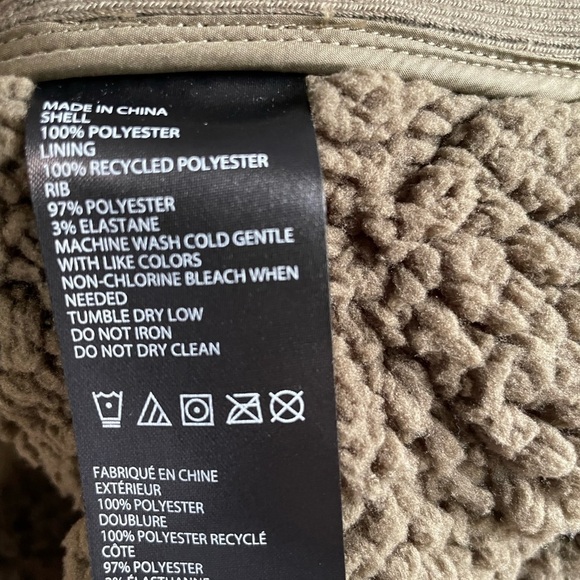 MADE IN CHINA
SHELL
100% POLYESTER
LINING
100% RECYCLED POLYESTER
RIB
97% POLYESTER
3% ELASTANE
MACHINE WASH COLD GENTLE
WITH LIKE COLORS
NON-CHLORINE BLEACH WHEN
NEEDED
TUMBLE DRY LOW
DO NOT IRON
DO NOT DRY CLEAN
FABRIQUÉ EN CHINE
EXTÉRIEUR
100% POLYESTER
DOUBLURE
100% POLYESTER RECYCLÉ
CÔTE
97% POLYESTER
3% ÉLASTHANNE